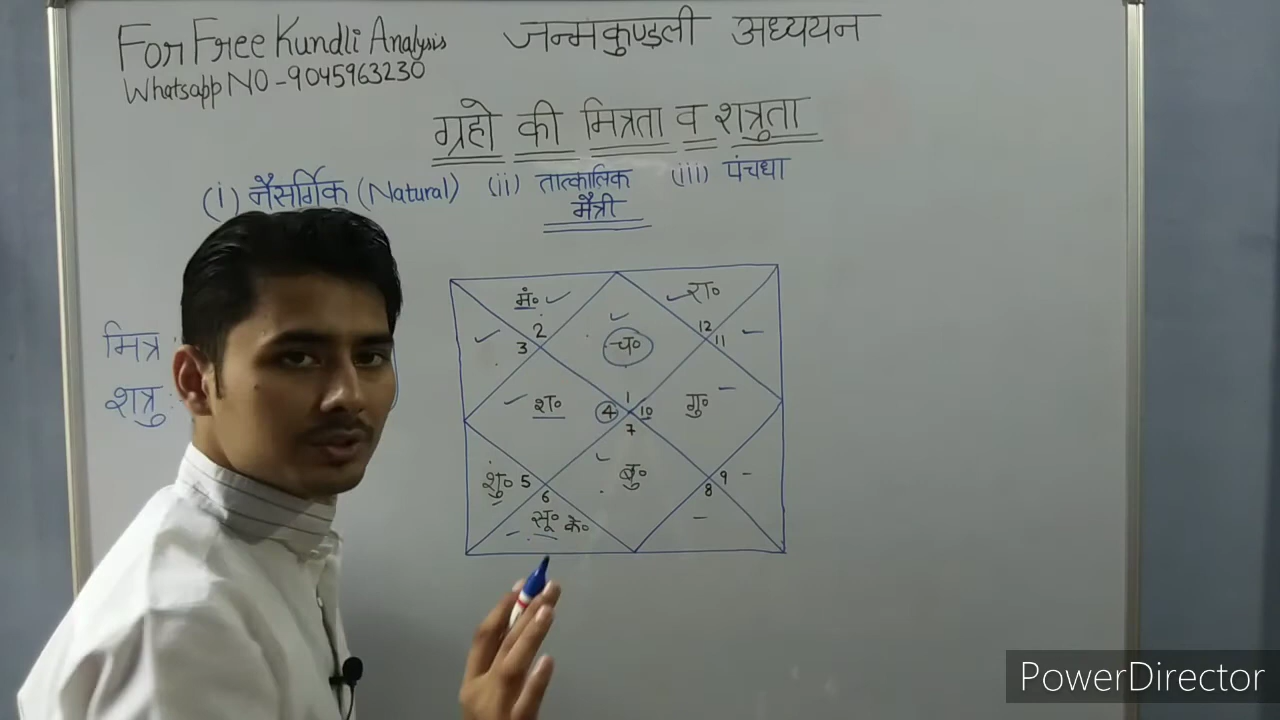 For Free Kundli Analysis जन्मकुण्डली अध्ययन
Whatsapp NO - 9045963230
ग्रहो की मित्रता व शत्रुता
(i) नैसर्गिक (Natural) (ii) तात्कालिक (iii) पंचधा
मैत्री
मं० रा०
2 12
3 चं० 11
मित्र
1
शत्रु श० 4 10 गु०
7
शु० 5 बु० 9
6 8
सू० के०
PowerDirector